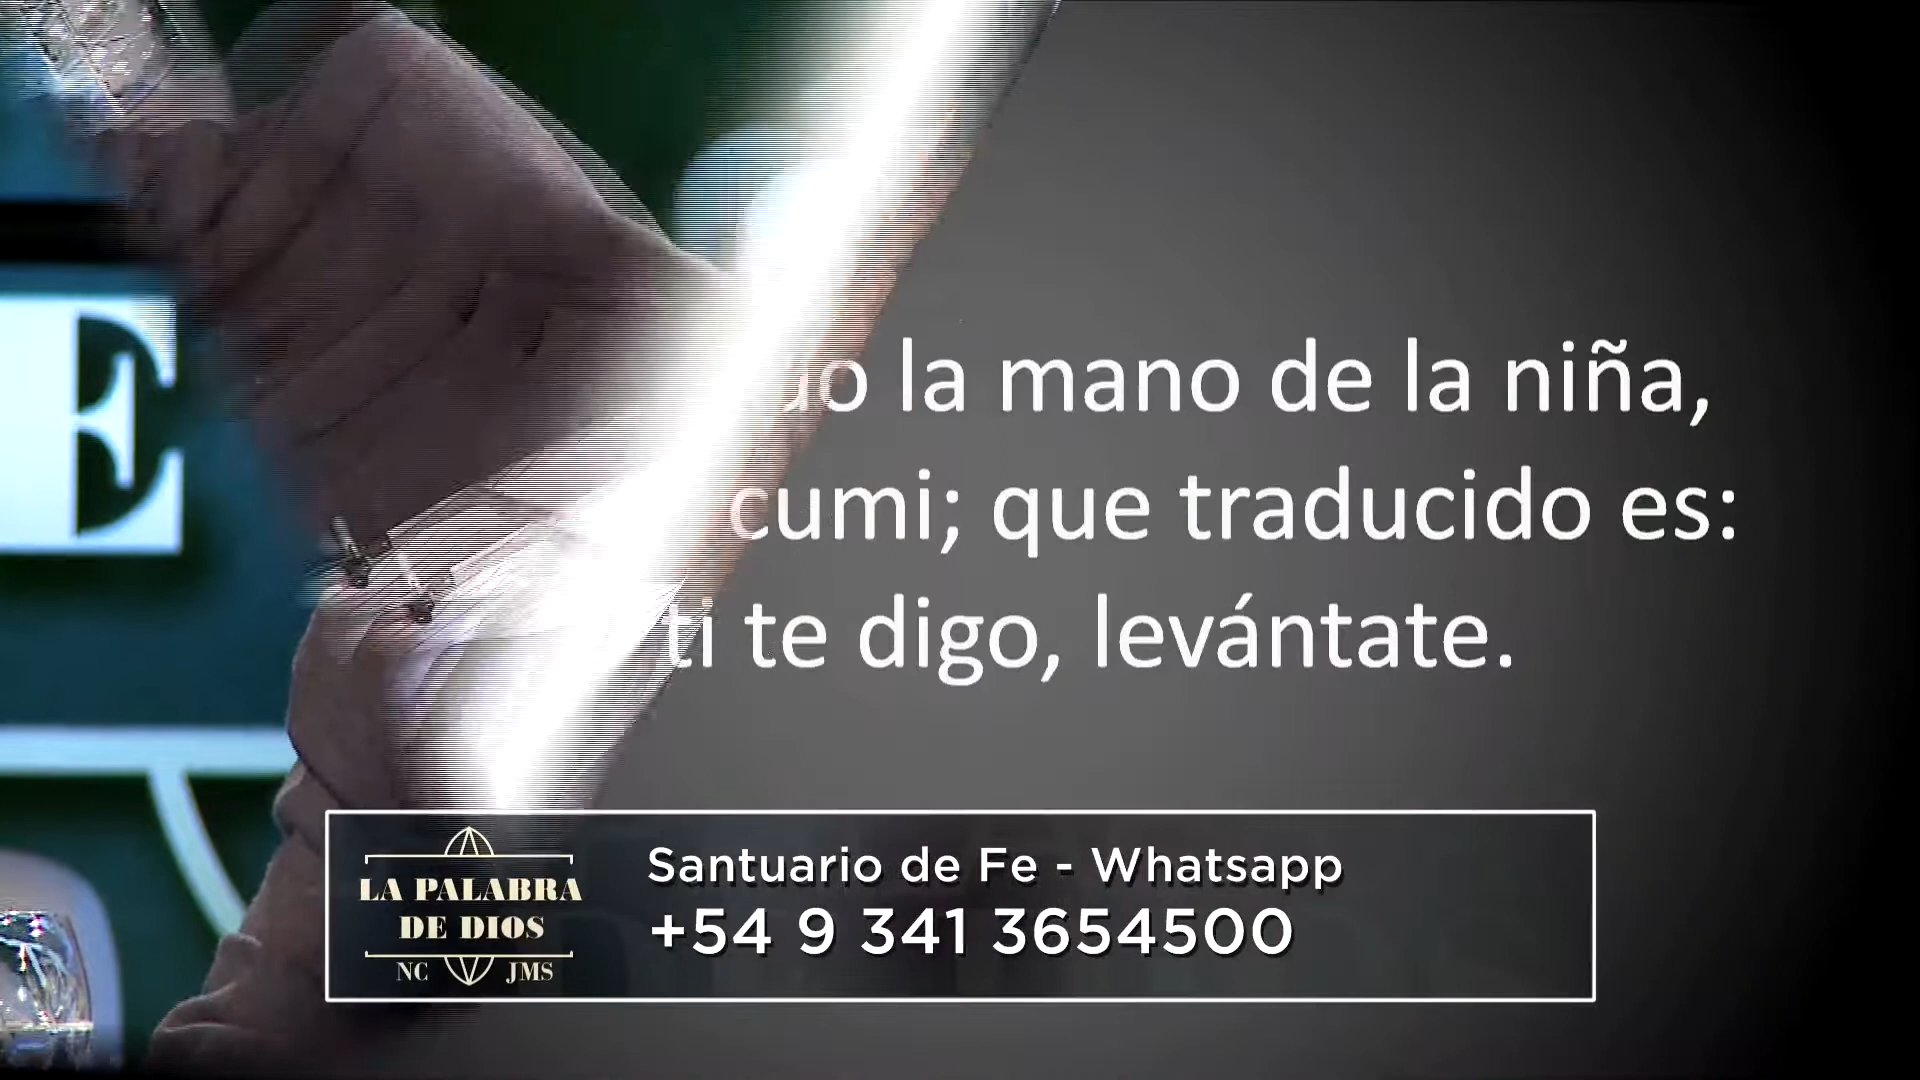 la mano de la niña,
cumi; que traducido es:
ti te digo, levántate.
E
LA PALABRA
DE DIOS
NC JMS
Santuario de Fe - Whatsapp
+54 9 341 3654500